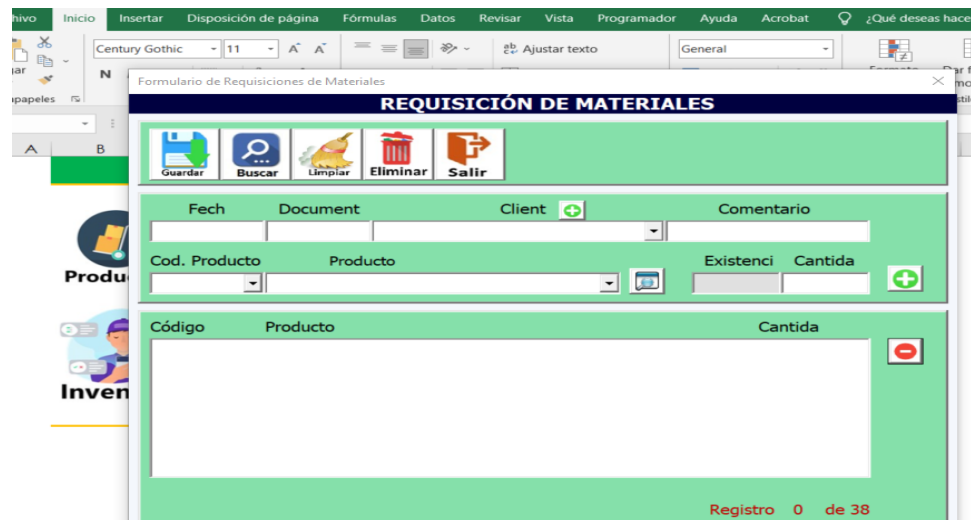 hivo Inicio Insertar Disposición de página Fórmulas Datos Revisar Vista Programador Ayuda Acrobat ¿Qué deseas hace
Century Gothic 11 A A ab Ajustar texto General
N
papeles
Formulario de Requisiciones de Materiales
REQUISICIÓN DE MATERIALES
A B
Guardar Buscar Limpiar Eliminar Salir
Fech Document Client Comentario
Cod. Producto Producto Existenci Cantida
Produ
Código Producto Cantida
Inven
Registro 0 de 38